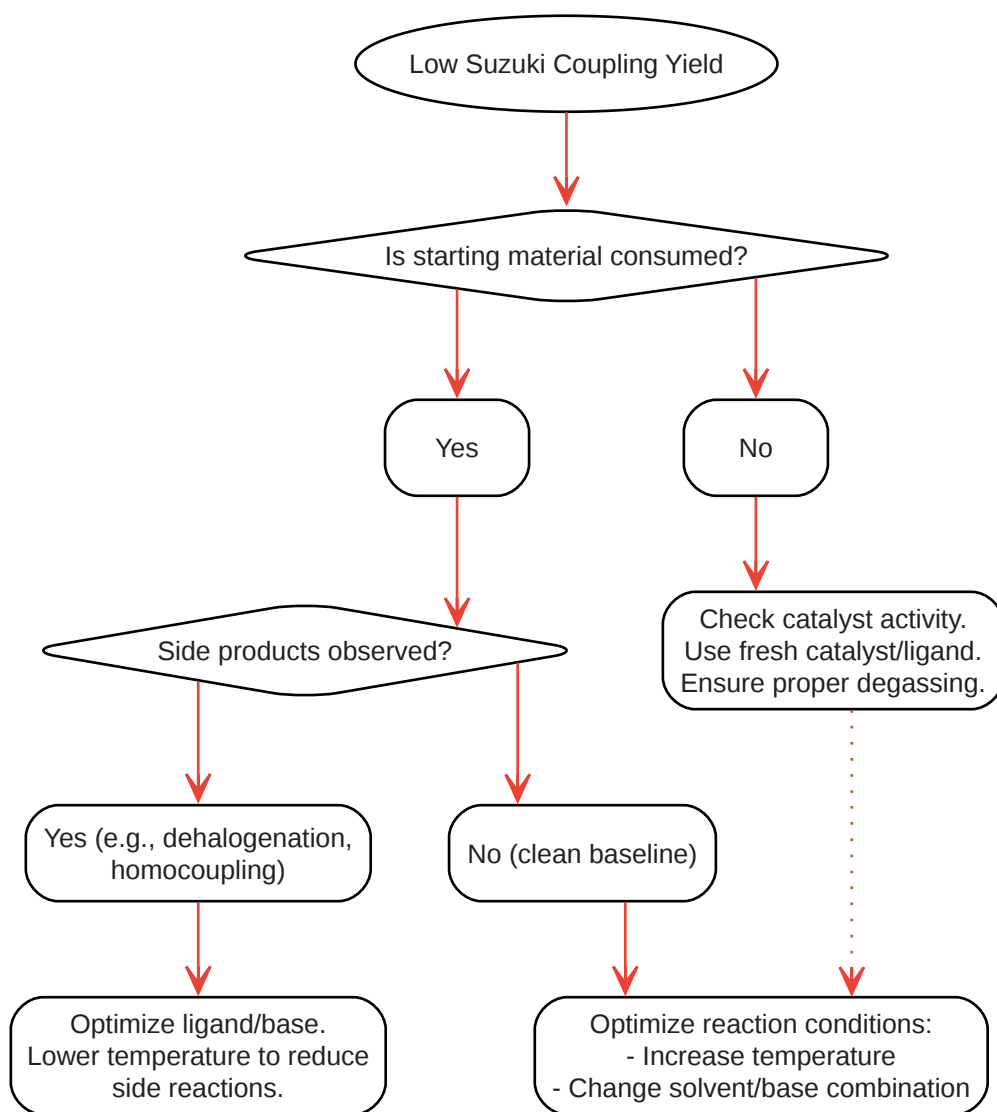 Low Suzuki Coupling Yield
Is starting material consumed?
Yes
No
Check catalyst activity.
Use fresh catalyst/ligand.
Ensure proper degassing.
Side products observed?
Yes (e.g., dehalogenation,
homocoupling)
No (clean baseline)
Optimize ligand/base.
Lower temperature to reduce
side reactions.
Optimize reaction conditions:
- Increase temperature
- Change solvent/base combination